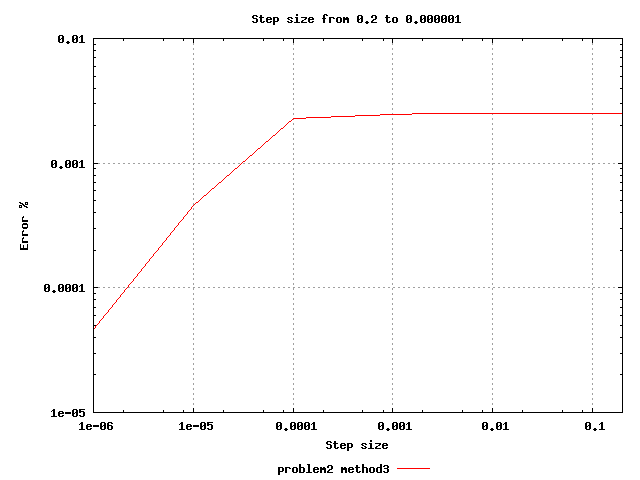 Step size from 0.2 to 0.000001
0.01
0.001
0.0001
1e-05
Error %
1e-06 1e-05 0.0001 0.001 0.01 0.1
Step size
problem2 method3